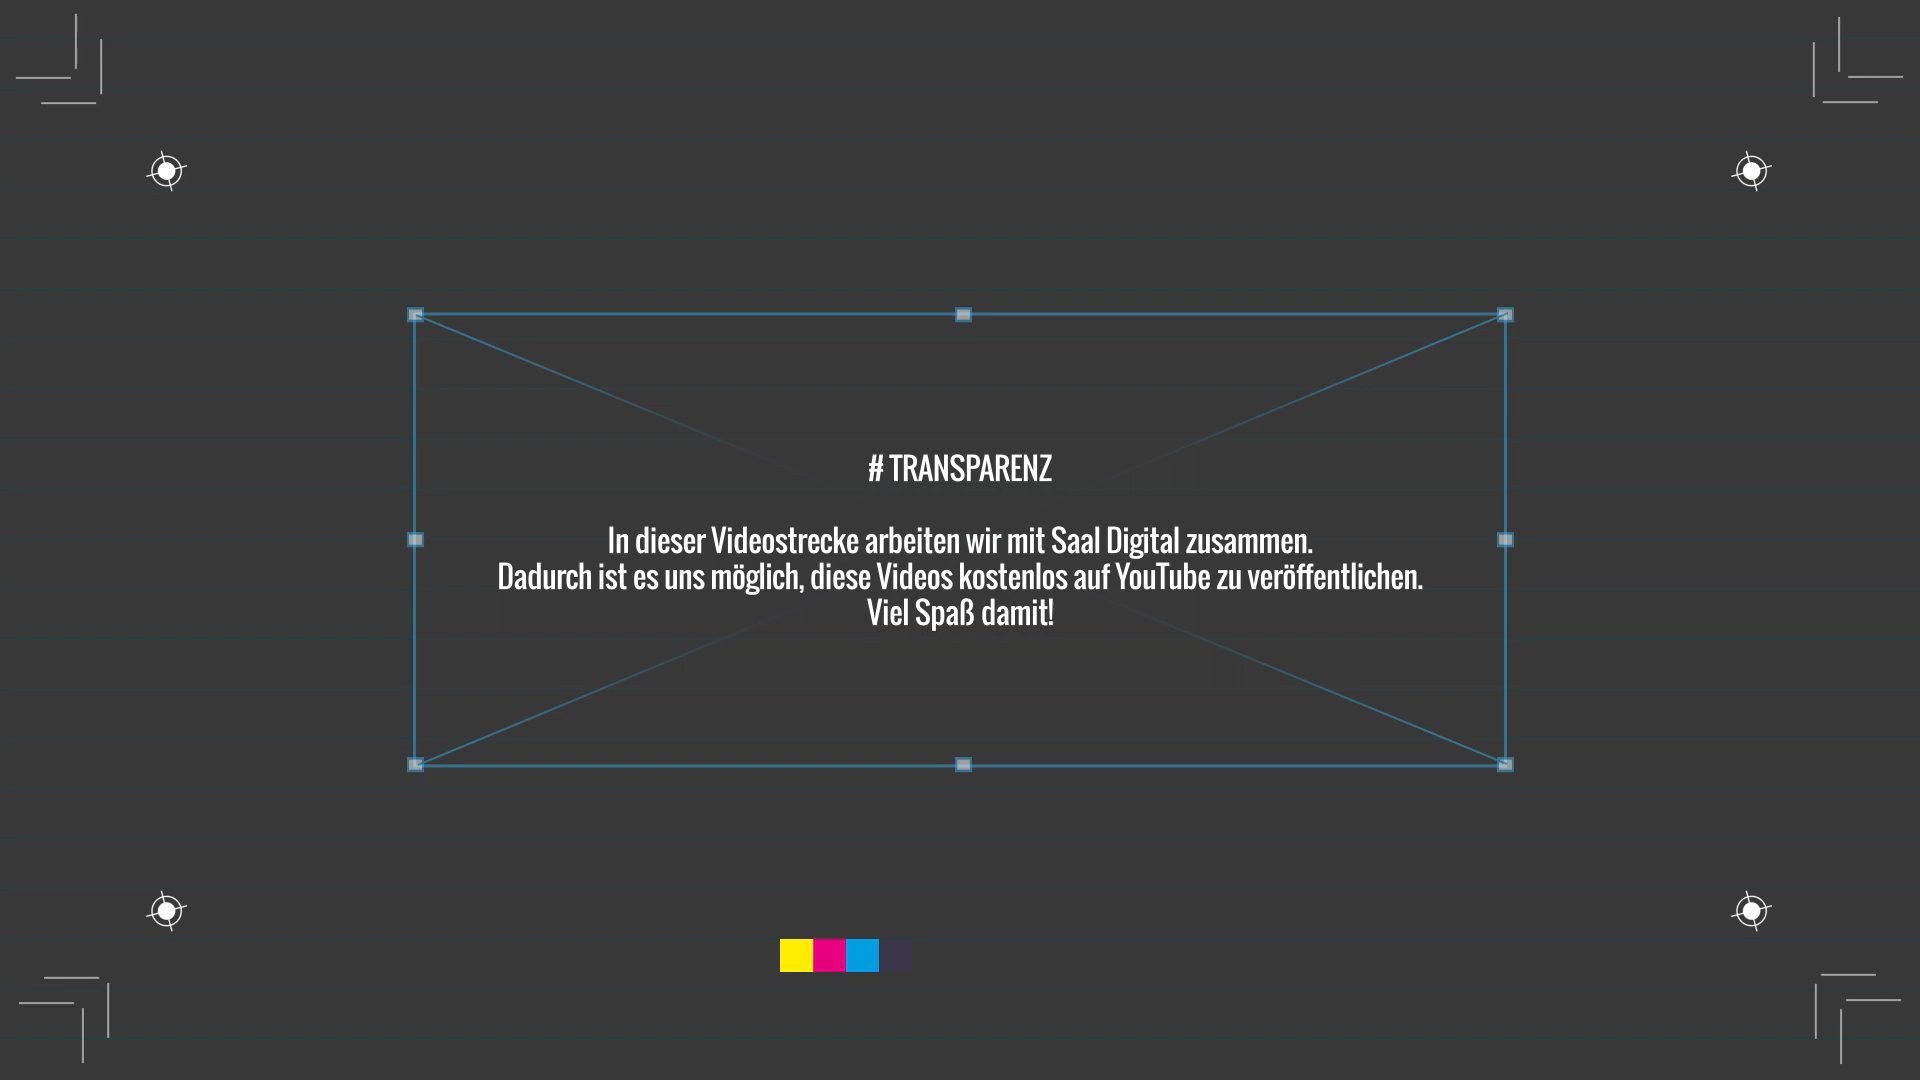 # TRANSPARENZ
In dieser Videostrecke arbeiten wir mit Saal Digital zusammen.
Dadurch ist es uns möglich, diese Videos kostenlos auf YouTube zu veröffentlichen.
Viel Spaß damit!